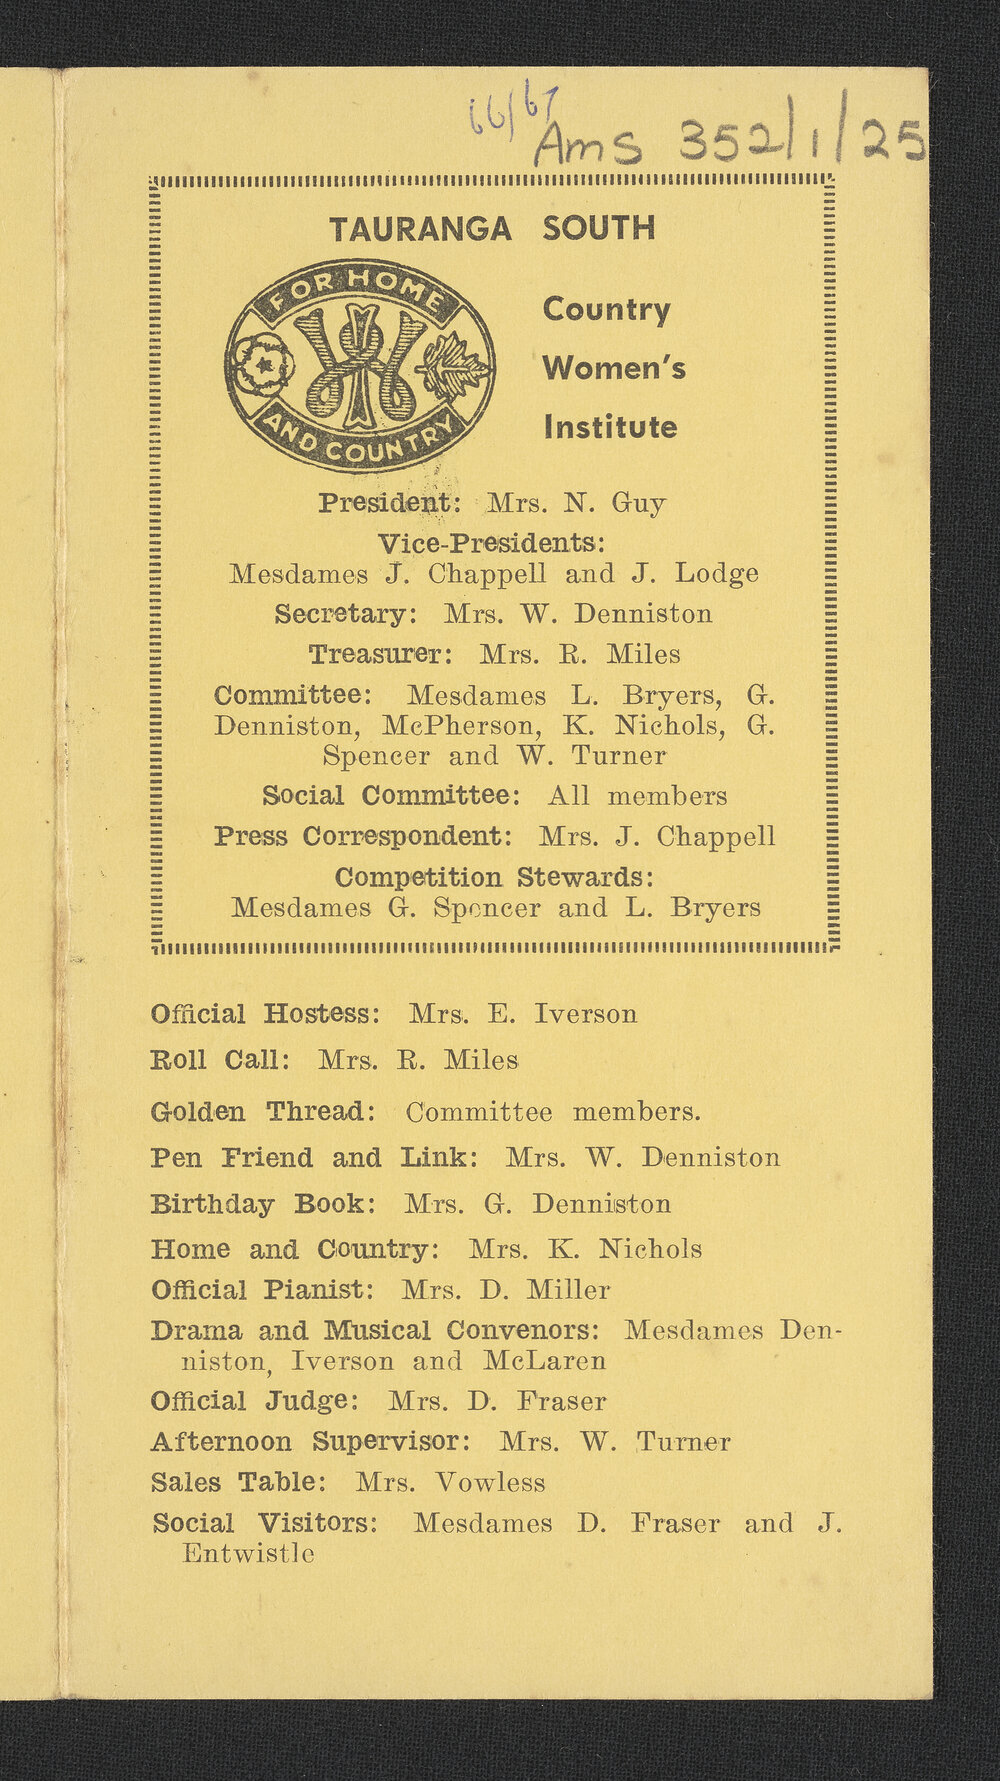 66/67
Ams 352/1/25
TAURANGA SOUTH
FOR HOME
AND COUNTRY
Country
Women's
Institute
President: Mrs. N. Guy
Vice-Presidents:
Mesdames J. Chappell and J. Lodge
Secretary: Mrs. W. Denniston
Treasurer: Mrs. R. Miles
Committee: Mesdames L. Bryers, G.
Denniston, McPherson, K. Nichols, G.
Spencer and W. Turner
Social Committee: All members
Press Correspondent: Mrs. J. Chappell
Competition Stewards:
Mesdames G. Spencer and L. Bryers
Official Hostess: Mrs. E. Iverson
Roll Call: Mrs. R. Miles
Golden Thread: Committee members.
Pen Friend and Link: Mrs. W. Denniston
Birthday Book: Mrs. G. Denniston
Home and Country: Mrs. K. Nichols
Official Pianist: Mrs. D. Miller
Drama and Musical Convenors: Mesdames Den-
niston, Iverson and McLaren
Official Judge: Mrs. D. Fraser
Afternoon Supervisor: Mrs. W. Turner
Sales Table: Mrs. Vowless
Social Visitors: Mesdames D. Fraser and J.
Entwistle